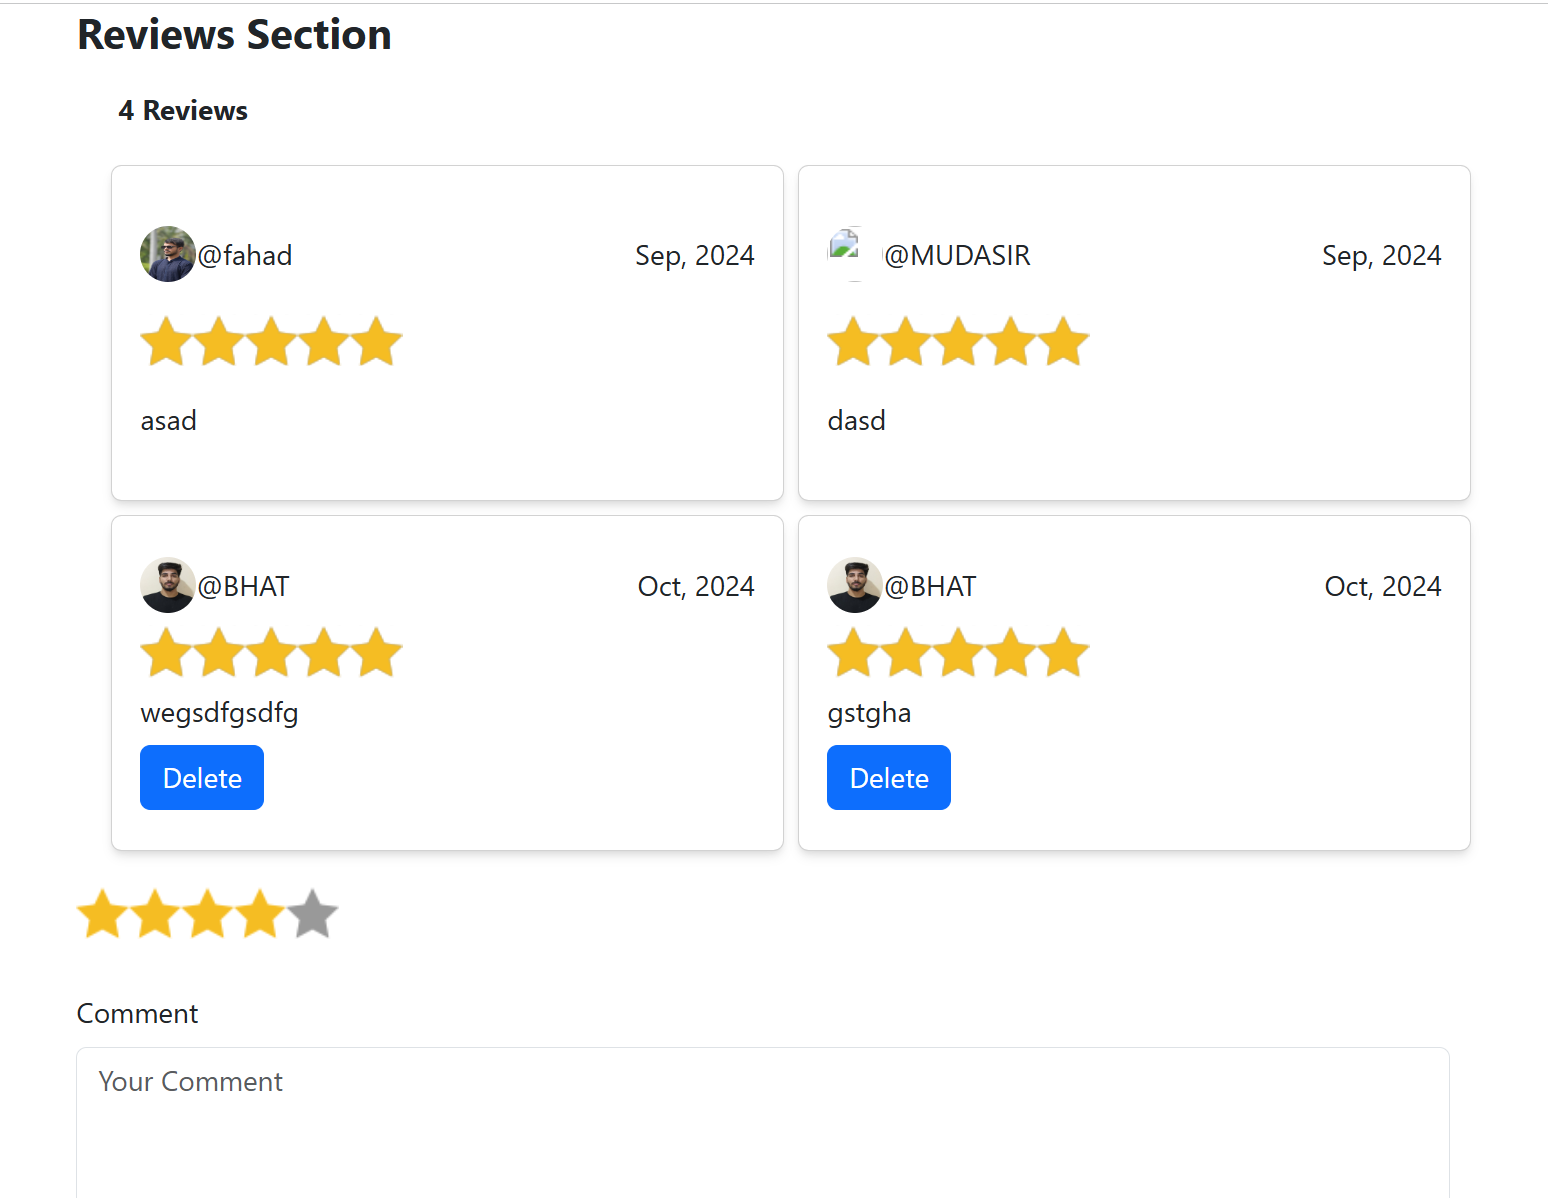 Reviews Section
4 Reviews
@fahad Sep, 2024
asad
@MUDASIR Sep, 2024
dasd
@BHAT Oct, 2024
wegsdfgsdfg
Delete
@BHAT Oct, 2024
gstgha
Delete
Comment
Your Comment